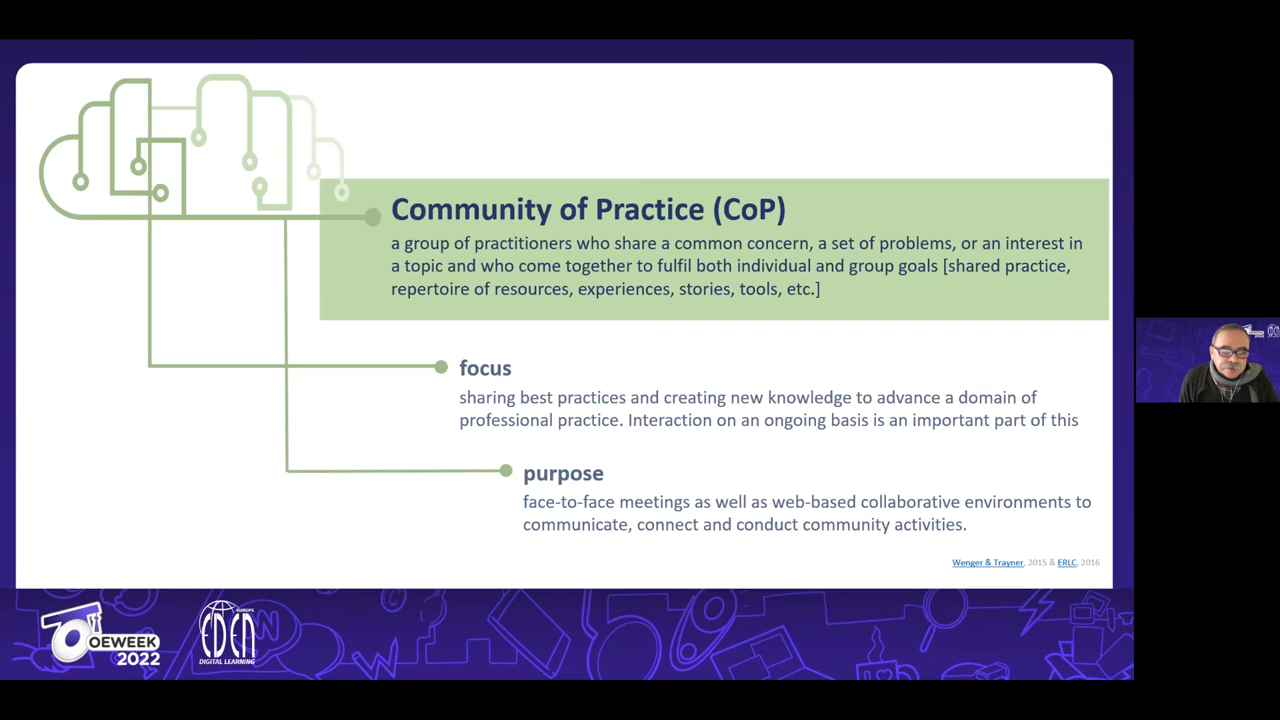 Community of Practice (CoP)
a group of practitioners who share a common concern, a set of problems, or an interest in
a topic and who come together to fulfil both individual and group goals [shared practice,
repertoire of resources, experiences, stories, tools, etc.]
focus
sharing best practices and creating new knowledge to advance a domain of
professional practice. Interaction on an ongoing basis is an important part of this
purpose
face-to-face meetings as well as web-based collaborative environments to
communicate, connect and conduct community activities.
Wenger & Trayner, 2015 & ERLC, 2016
OEWEEK
2022
EUROPE
EDEN
DIGITAL LEARNING